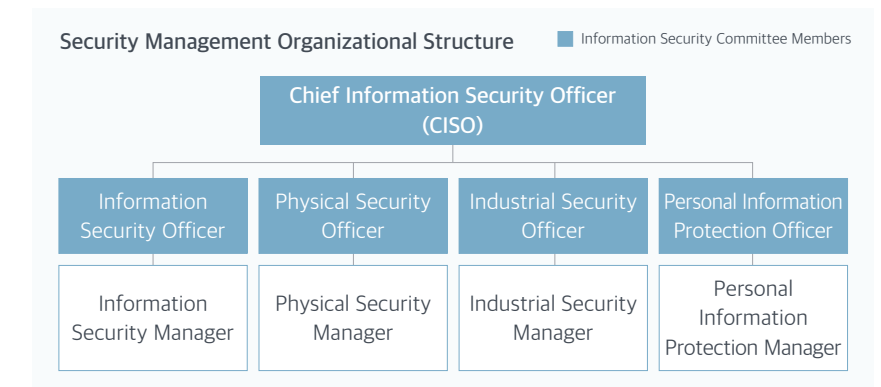 Security Management Organizational Structure
Information Security Committee Members
Chief Information Security Officer
(CISO)
Information
Security Officer
Physical Security
Officer
Industrial Security
Officer
Personal Information
Protection Officer
Information
Security Manager
Physical Security
Manager
Industrial Security
Manager
Personal
Information
Protection Manager